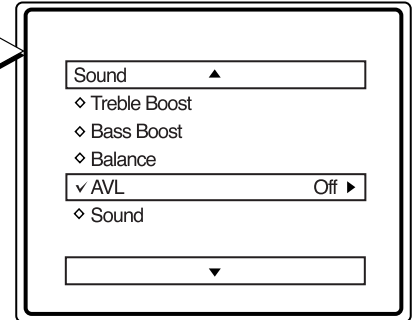 Sound ▲
◇ Treble Boost
◇ Bass Boost
◇ Balance
✓ AVL Off ▶
◇ Sound
▼